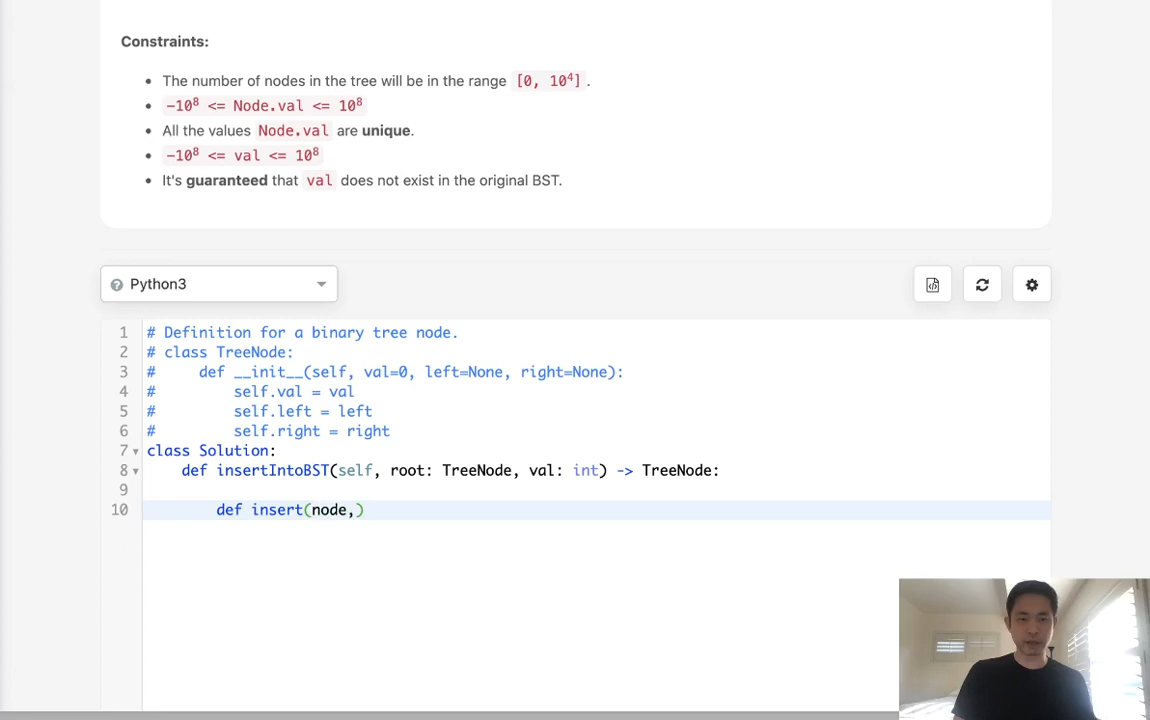 Constraints:
• The number of nodes in the tree will be in the range [0, 10⁴].
• -10⁸ <= Node.val <= 10⁸
• All the values Node.val are unique.
• -10⁸ <= val <= 10⁸
• It's guaranteed that val does not exist in the original BST.
Python3
1 # Definition for a binary tree node.
2 # class TreeNode:
3 #     def __init__(self, val=0, left=None, right=None):
4 #         self.val = val
5 #         self.left = left
6 #         self.right = right
7 class Solution:
8     def insertIntoBST(self, root: TreeNode, val: int) -> TreeNode:
9
10         def insert(node,)